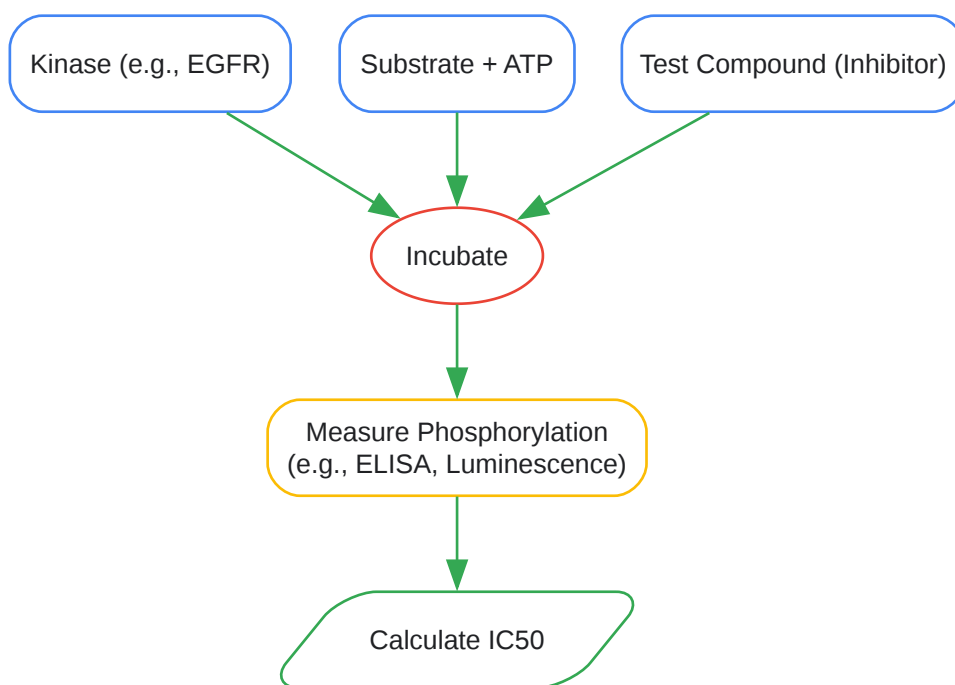 Kinase (e.g., EGFR)
Substrate + ATP
Test Compound (Inhibitor)
Incubate
Measure Phosphorylation
(e.g., ELISA, Luminescence)
Calculate IC50